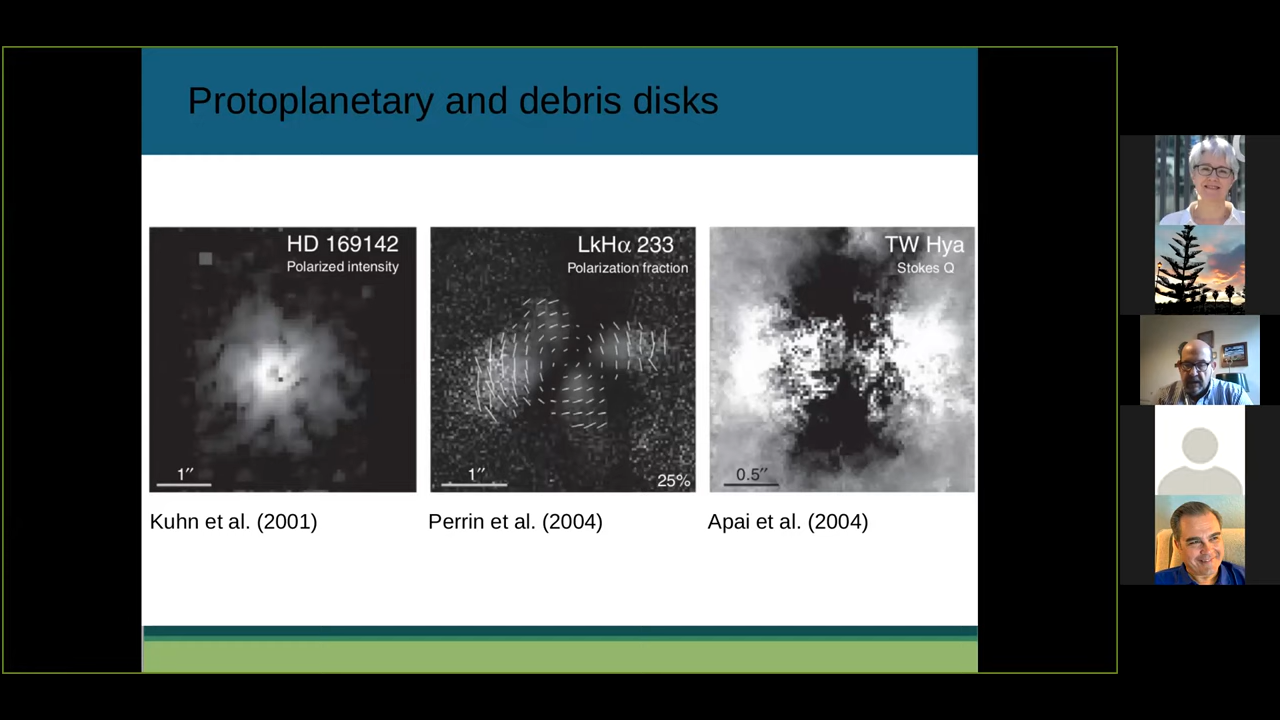 Protoplanetary and debris disks
HD 169142
Polarized intensity
1″
LkHα 233
Polarization fraction
1″
25%
TW Hya
Stokes Q
0.5″
Kuhn et al. (2001)
Perrin et al. (2004)
Apai et al. (2004)